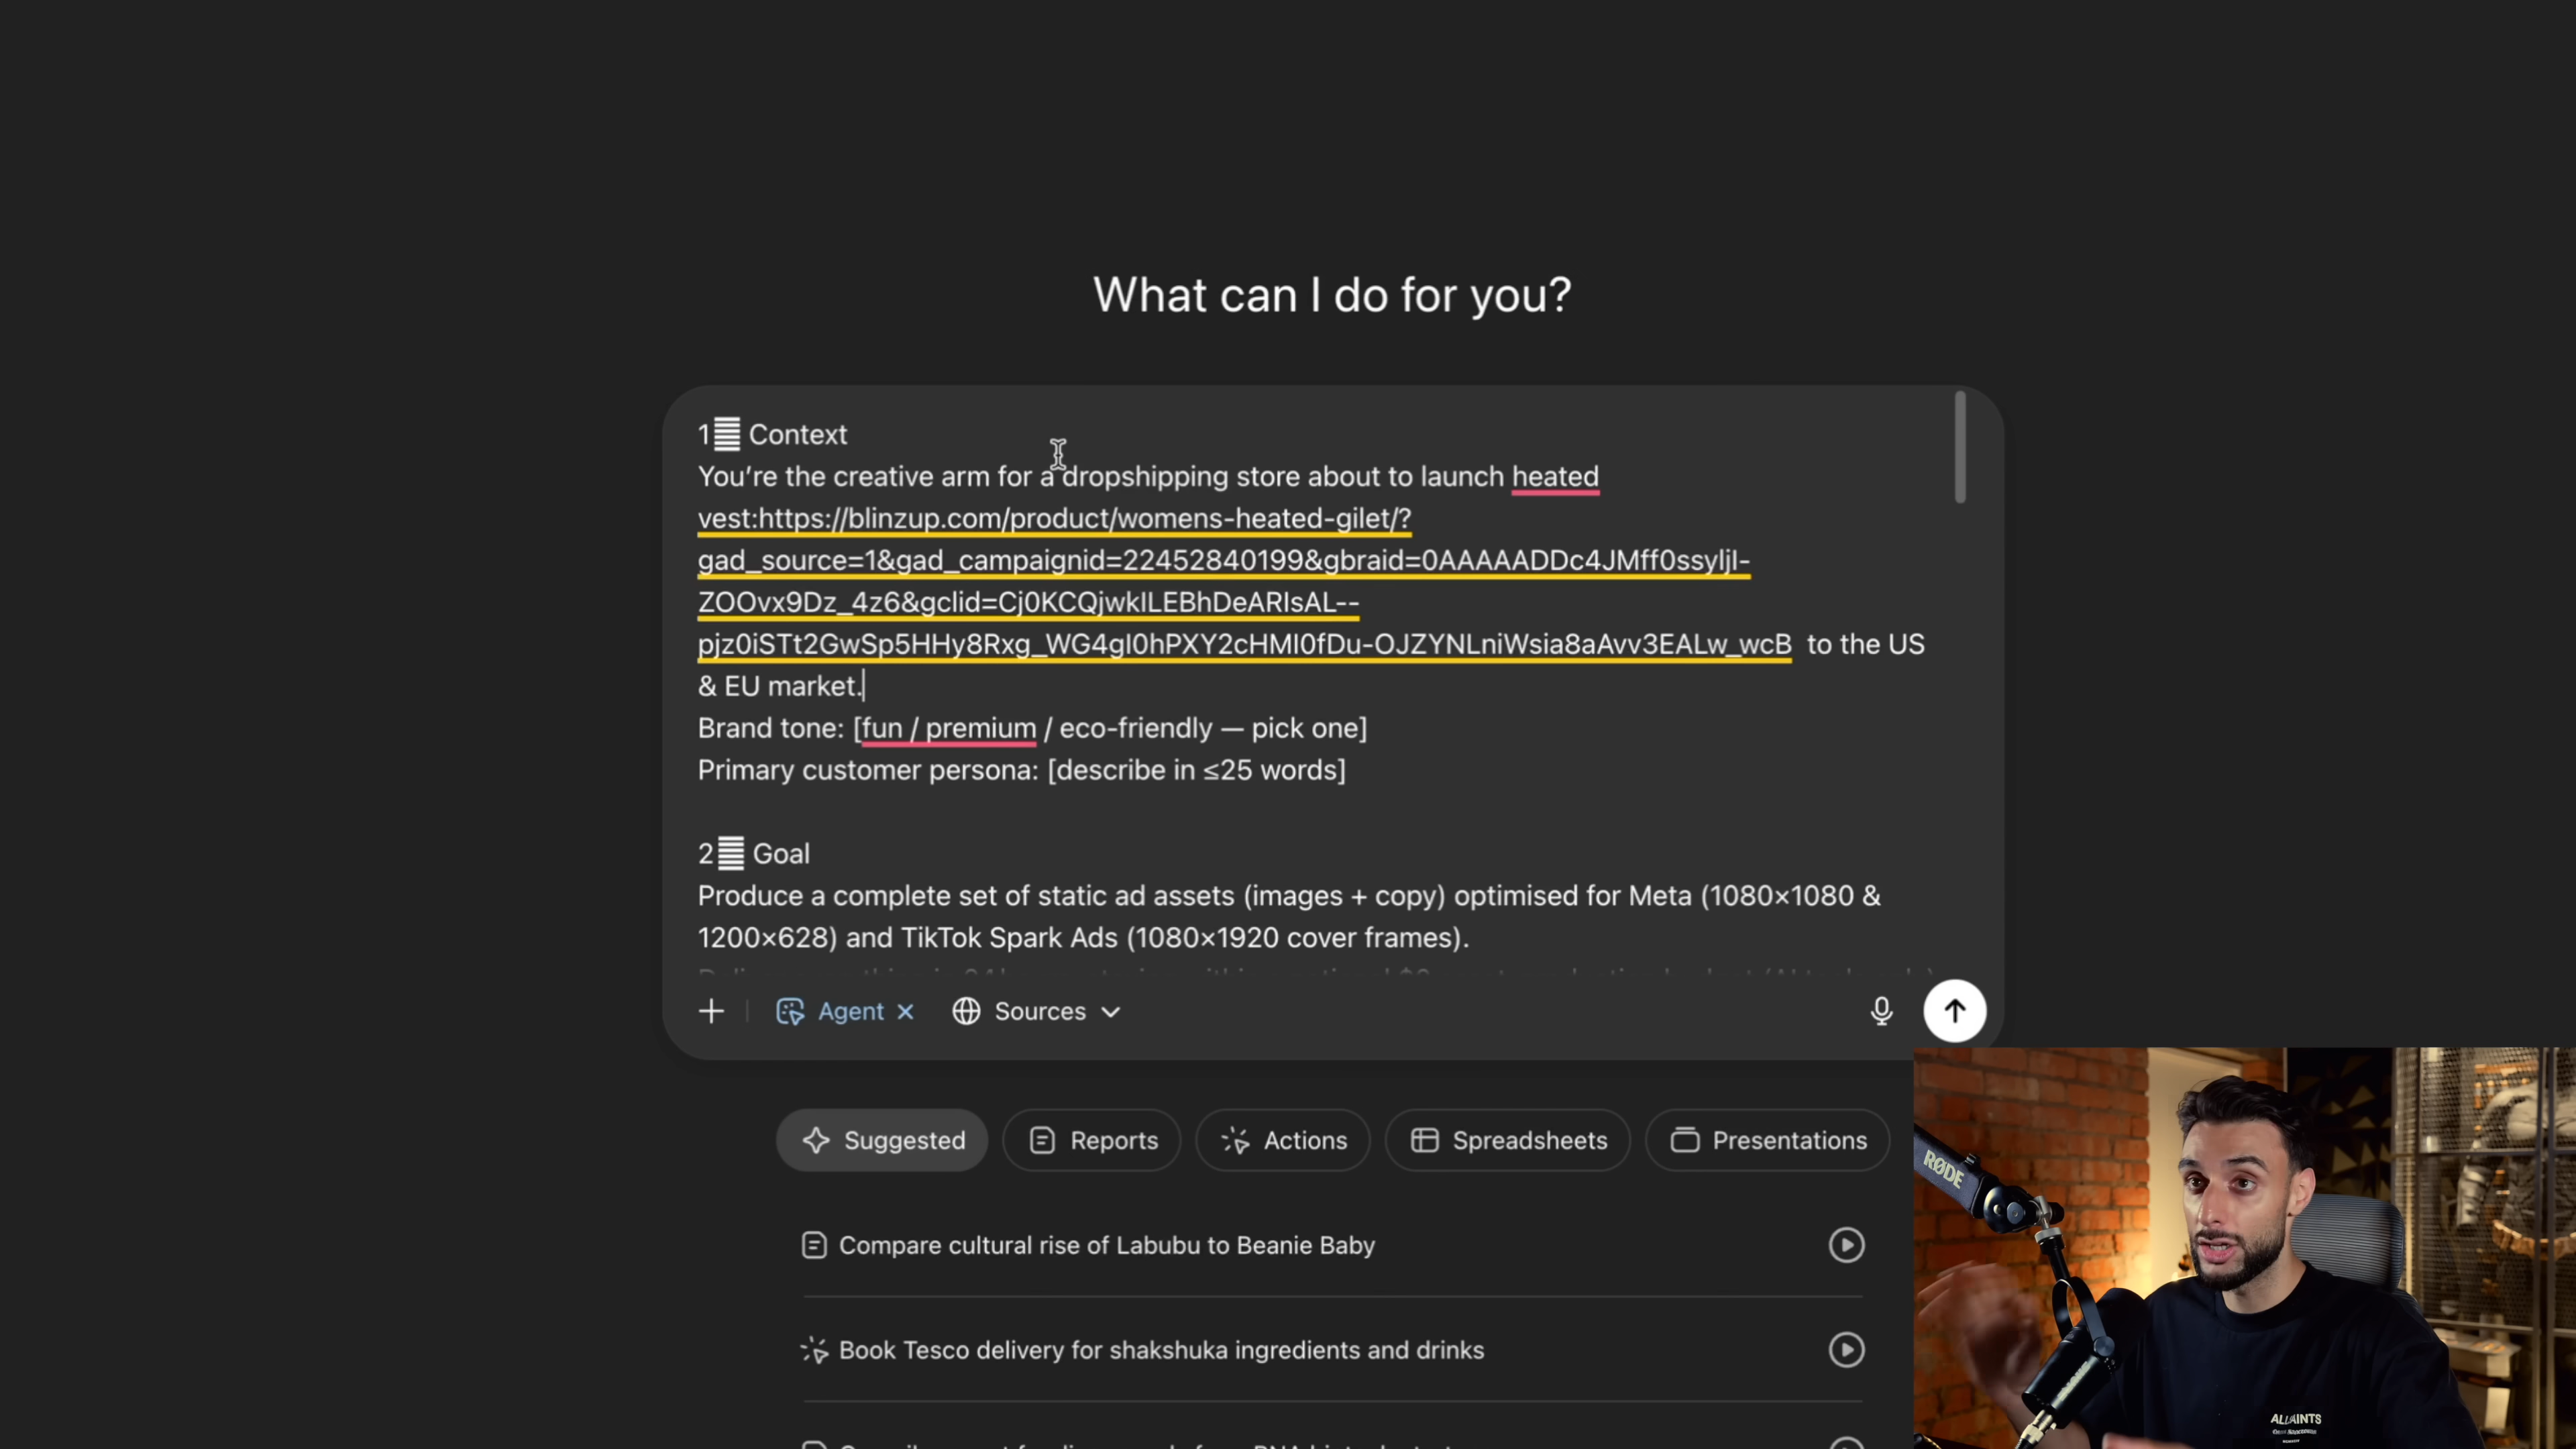 What can I do for you?
1 Context
You're the creative arm for a dropshipping store about to launch heated
vest:https://blinzup.com/product/womens-heated-gilet/?
gad_source=1&gad_campaignid=22452840199&gbraid=0AAAAADDc4JMff0ssyljI-
ZOOvx9Dz_4z6&gclid=Cj0KCQjwkILEBhDeARIsAL--
pjz0iSTt2GwSp5HHy8Rxg_WG4gI0hPXY2cHMI0fDu-OJZYNLniWsia8aAvv3EALw_wcB to the US
& EU market.
Brand tone: [fun / premium / eco-friendly — pick one]
Primary customer persona: [describe in ≤25 words]
2 Goal
Produce a complete set of static ad assets (images + copy) optimised for Meta (1080×1080 &
1200×628) and TikTok Spark Ads (1080×1920 cover frames).
Agent Sources
Suggested Reports Actions Spreadsheets Presentations
Compare cultural rise of Labubu to Beanie Baby
Book Tesco delivery for shakshuka ingredients and drinks
RØDE
ALLSAINTS